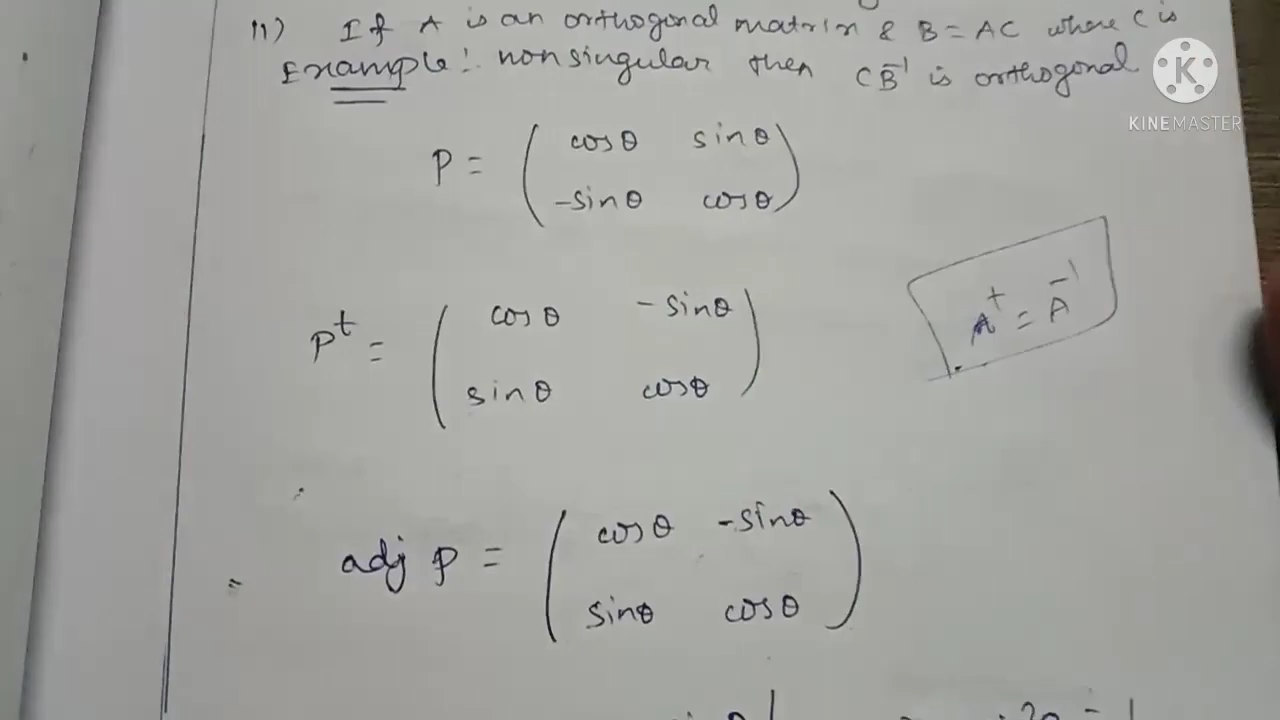 11) If A is an orthogonal matrix & B = AC where C is
Example: nonsingular then CB⁻¹ is orthogonal
K
KINEMASTER
P = ( cosθ sinθ
-sinθ cosθ )
Pᵗ = ( cosθ -sinθ
sinθ cosθ )
Aᵗ = A⁻¹
adj P = ( cosθ -sinθ
sinθ cosθ )